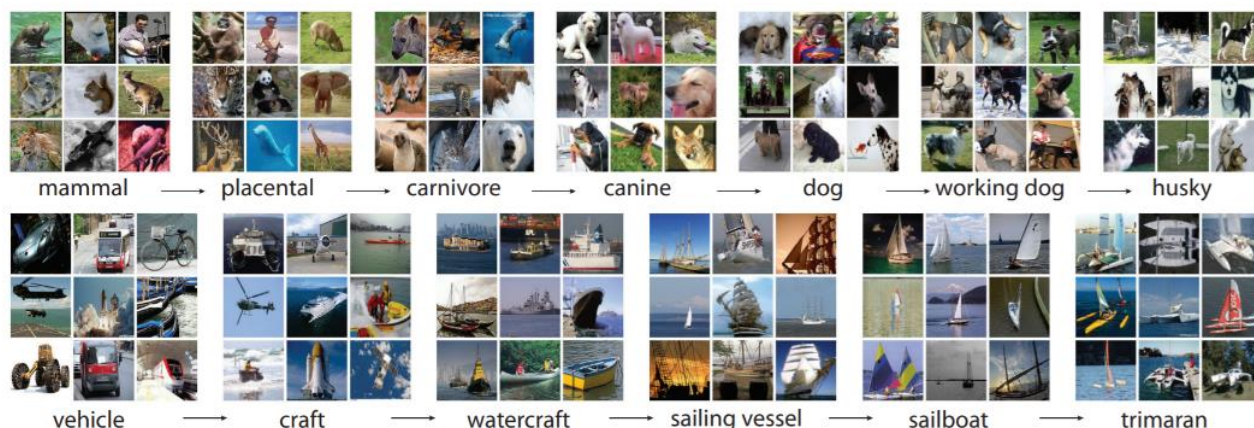 mammal → placental → carnivore → canine → dog → working dog → husky
vehicle → craft → watercraft → sailing vessel → sailboat → trimaran